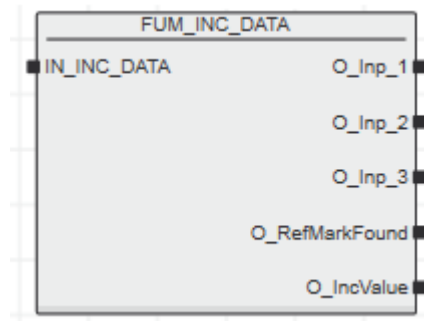 FUM_INC_DATA
IN_INC_DATA O_Inp_1
O_Inp_2
O_Inp_3
O_RefMarkFound
O_IncValue